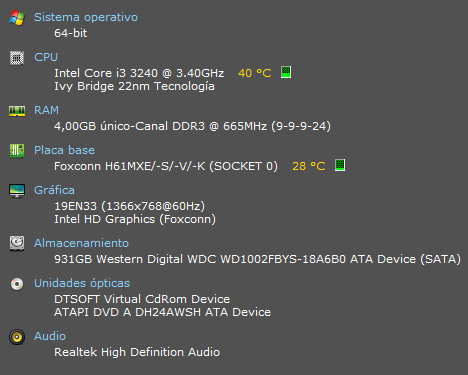 Sistema operativo
64-bit
CPU
Intel Core i3 3240 @ 3.40GHz 40 °C
Ivy Bridge 22nm Tecnología
RAM
4,00GB único-Canal DDR3 @ 665MHz (9-9-9-24)
Placa base
Foxconn H61MXE/-S/-V/-K (SOCKET 0) 28 °C
Gráfica
19EN33 (1366x768@60Hz)
Intel HD Graphics (Foxconn)
Almacenamiento
931GB Western Digital WDC WD1002FBYS-18A6B0 ATA Device (SATA)
Unidades ópticas
DTSOFT Virtual CdRom Device
ATAPI DVD A DH24AWSH ATA Device
Audio
Realtek High Definition Audio